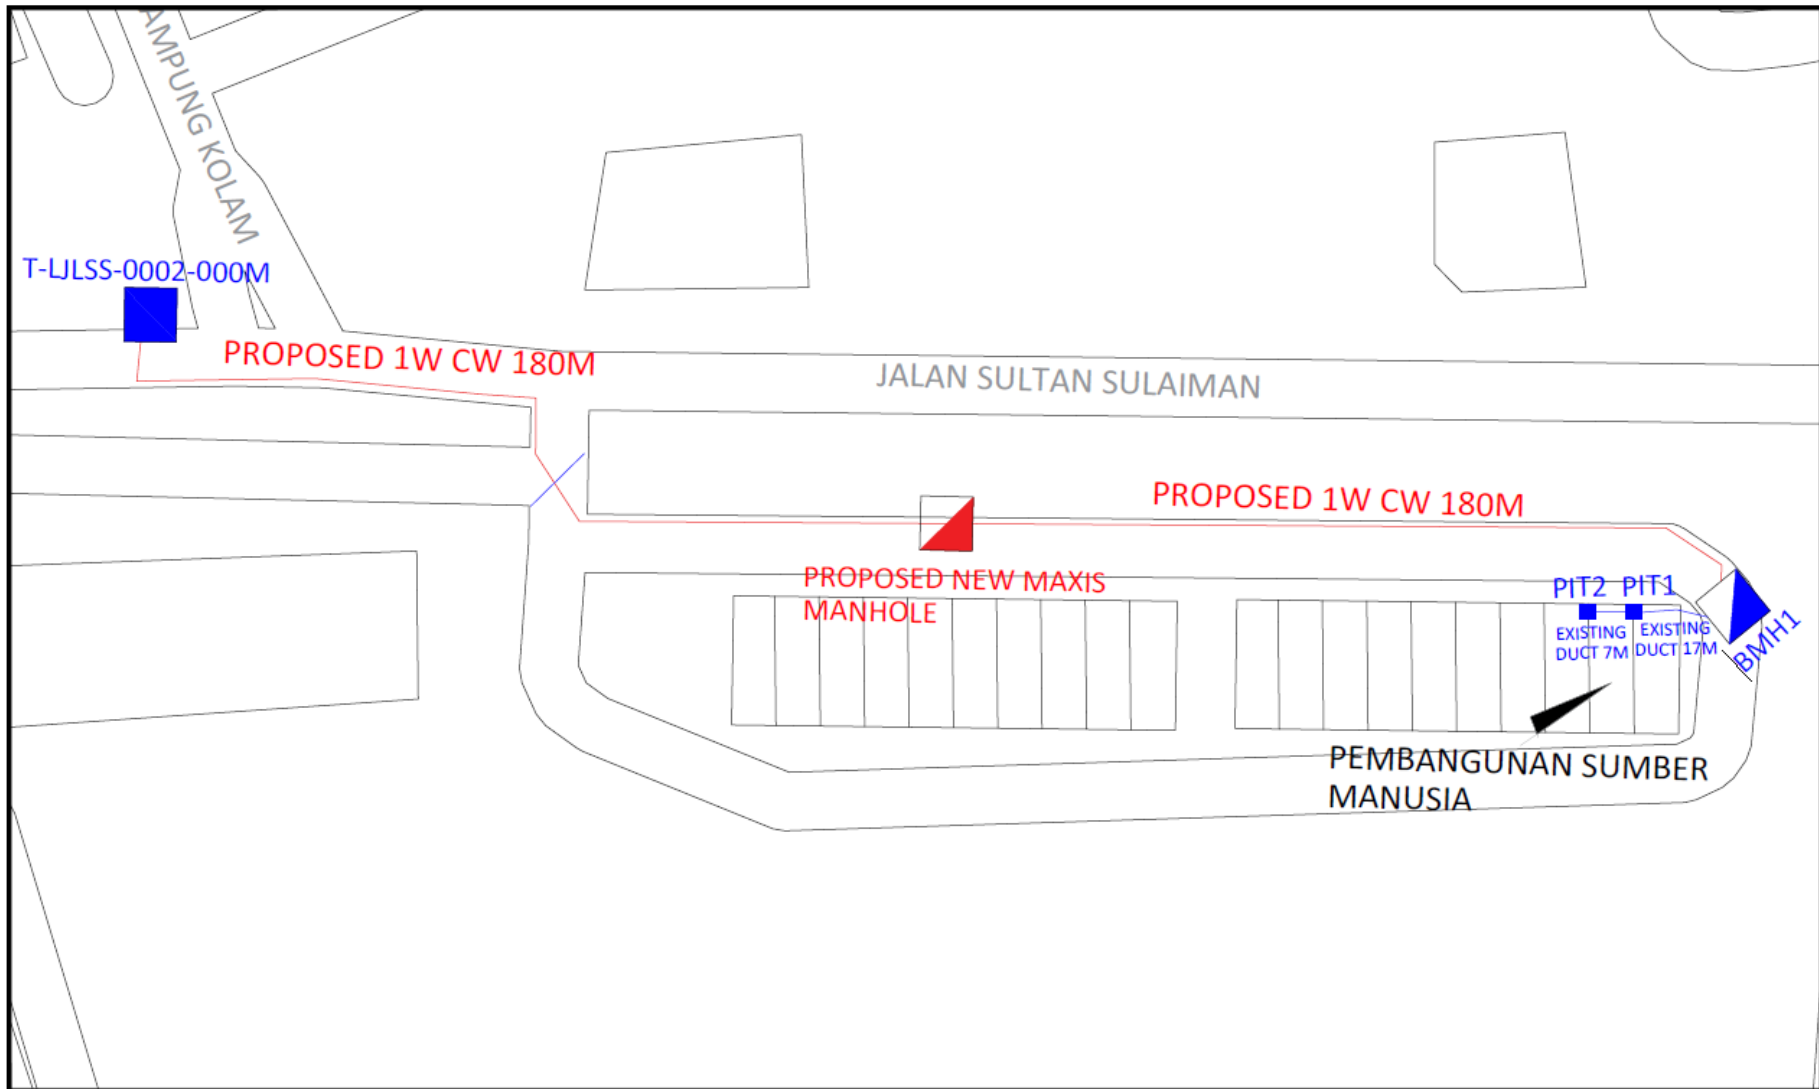 AMPUNG KOLAM
T-LJLSS-0002-000M
PROPOSED 1W CW 180M
JALAN SULTAN SULAIMAN
PROPOSED 1W CW 180M
PROPOSED NEW MAXIS
MANHOLE
PIT2 PIT1
EXISTING
DUCT 7M
EXISTING
DUCT 17M
BMH1
PEMBANGUNAN SUMBER
MANUSIA